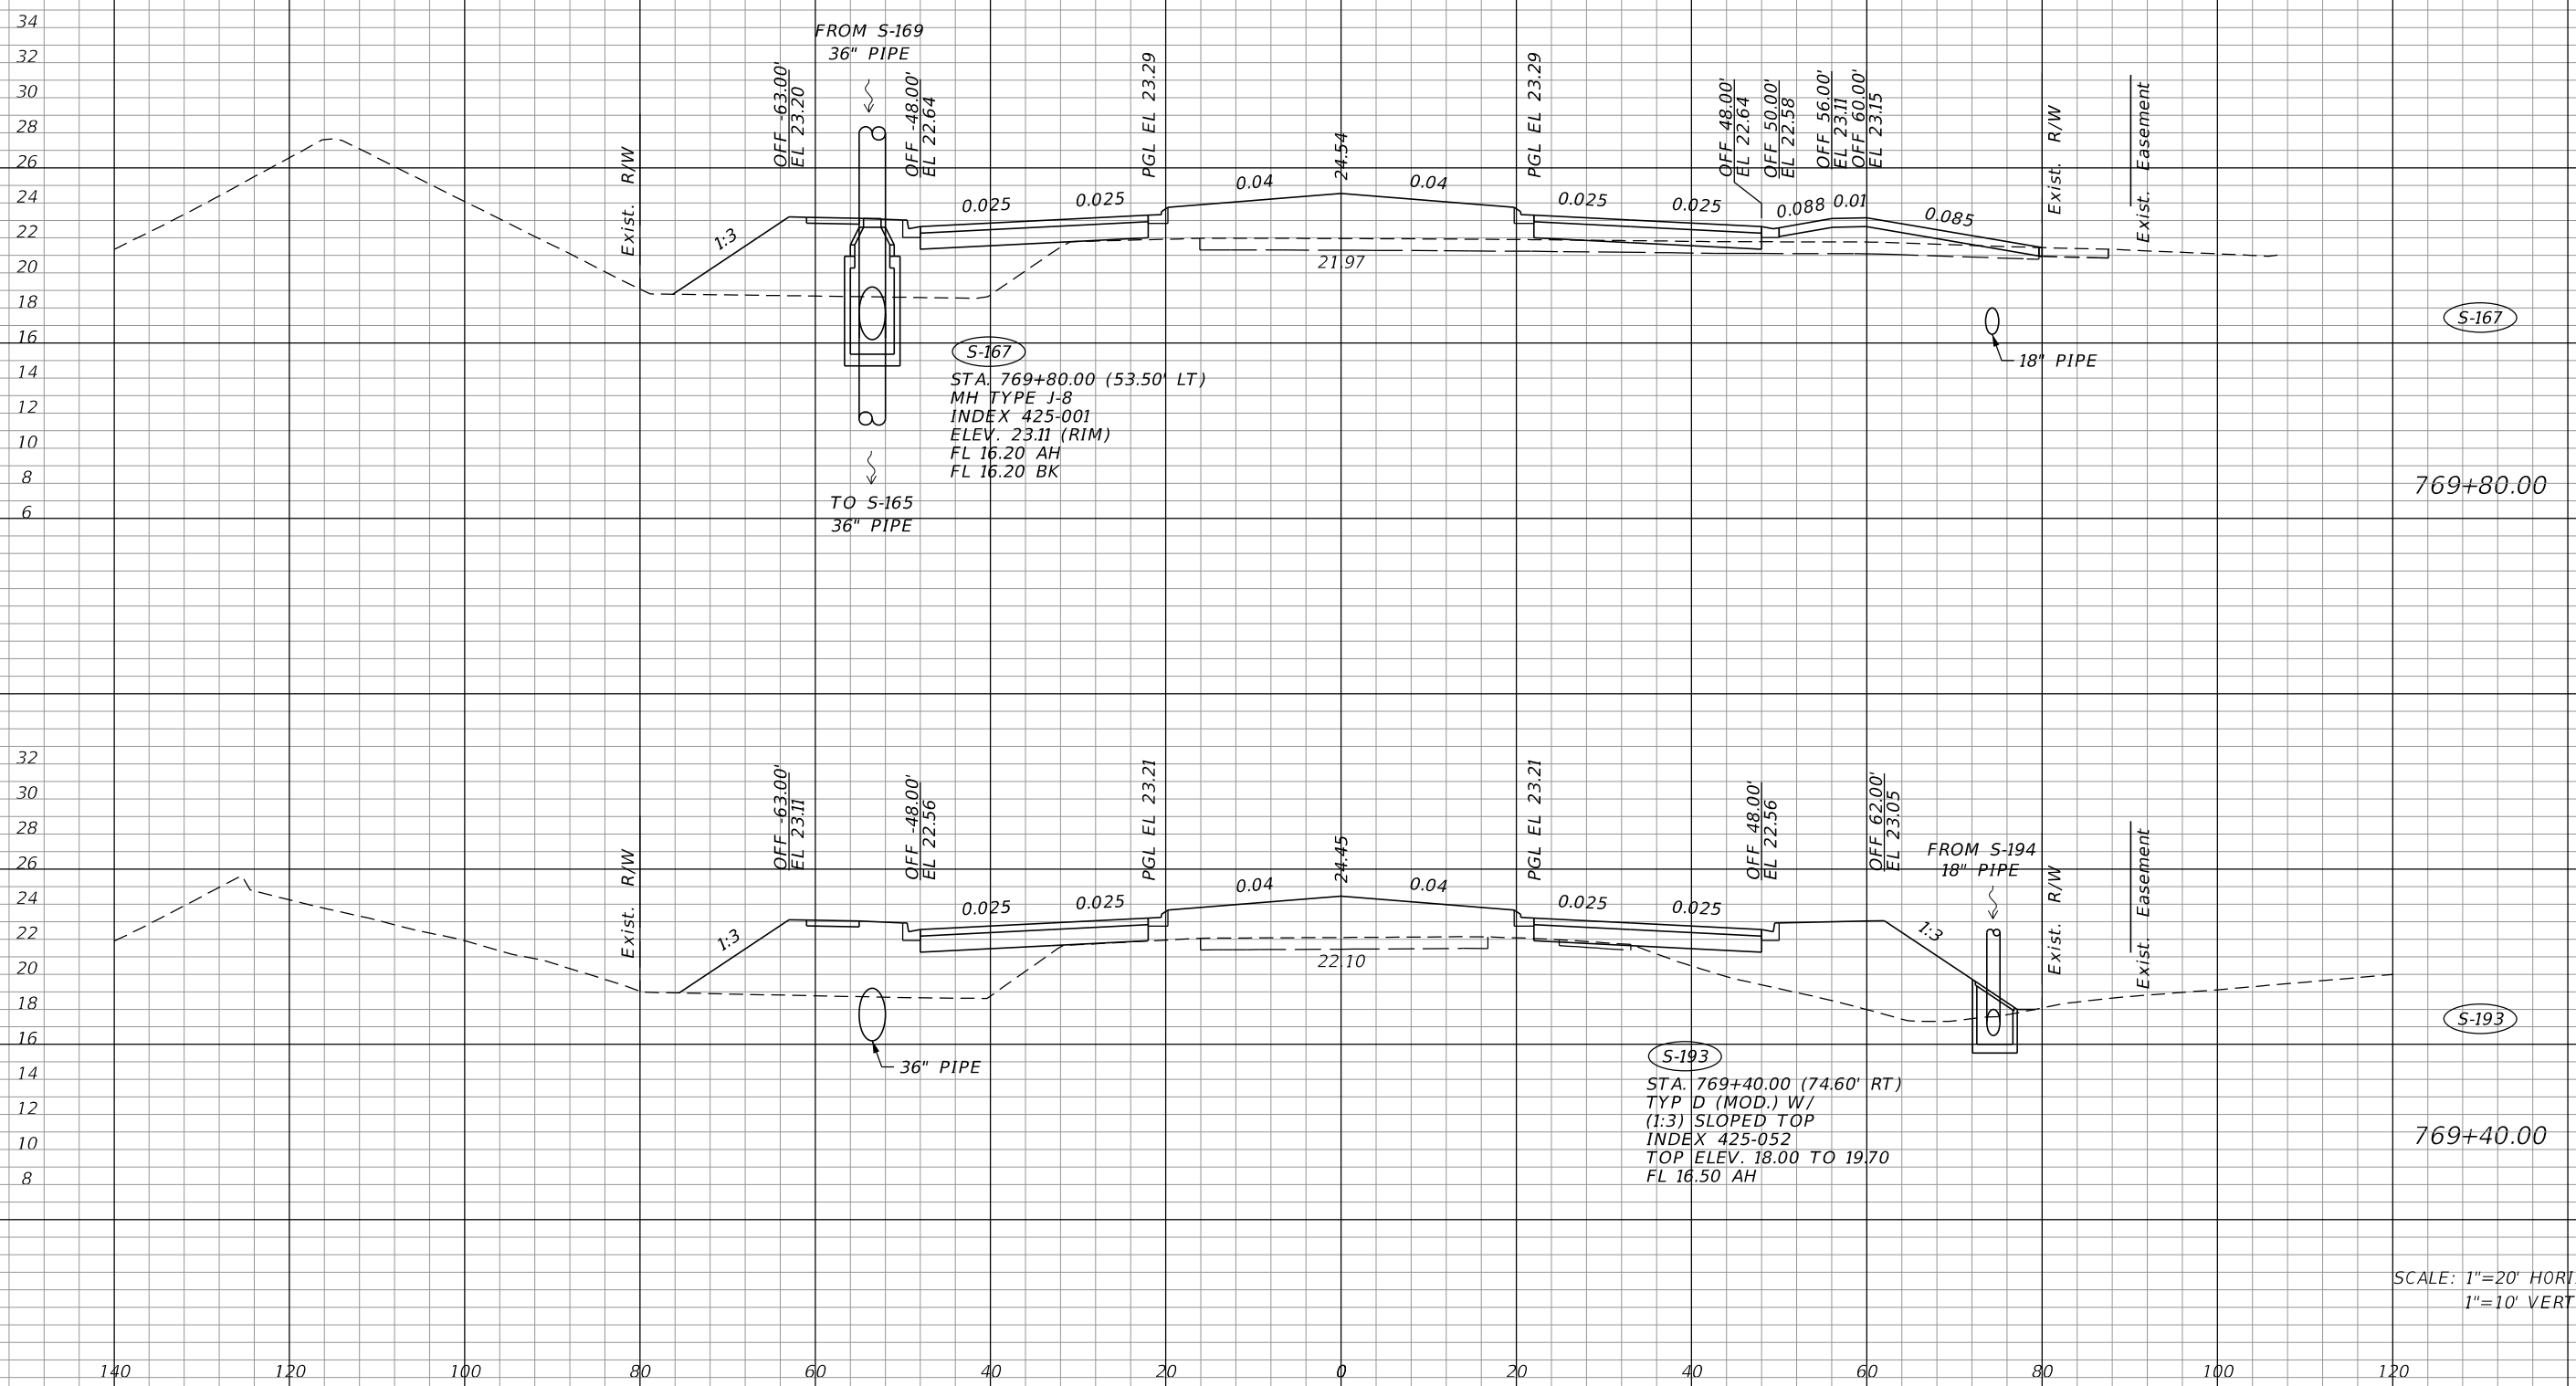 34
32
30
28
26
24
22
20
18
16
14
12
10
8
6
FROM S-169
36" PIPE
OFF -63.00'
EL 23.20
OFF -48.00'
EL 22.64
PGL EL 23.29
24.54
PGL EL 23.29
OFF 48.00'
EL 22.64
OFF 50.00'
EL 22.58
OFF 56.00'
EL 23.11
OFF 60.00'
EL 23.15
Exist. R/W
Exist. R/W
Exist. Easement
1:3
0.025
0.025
0.04
0.04
0.025
0.025
0.088
0.01
0.085
21.97
S-167
STA. 769+80.00 (53.50' LT)
MH TYPE J-8
INDEX 425-001
ELEV. 23.11 (RIM)
FL 16.20 AH
FL 16.20 BK
TO S-165
36" PIPE
18" PIPE
S-167
769+80.00
32
30
28
26
24
22
20
18
16
14
12
10
8
OFF -63.00'
EL 23.11
OFF -48.00'
EL 22.56
PGL EL 23.21
24.45
PGL EL 23.21
OFF 48.00'
EL 22.56
OFF 62.00'
EL 23.05
FROM S-194
18" PIPE
Exist. R/W
Exist. R/W
Exist. Easement
1:3
0.025
0.025
0.04
0.04
0.025
0.025
1:3
22.10
36" PIPE
S-193
STA. 769+40.00 (74.60' RT)
TYP D (MOD.) W/
(1:3) SLOPED TOP
INDEX 425-052
TOP ELEV. 18.00 TO 19.70
FL 16.50 AH
S-193
769+40.00
SCALE: 1"=20' HORI
1"=10' VERT
140
120
100
80
60
40
20
0
20
40
60
80
100
120